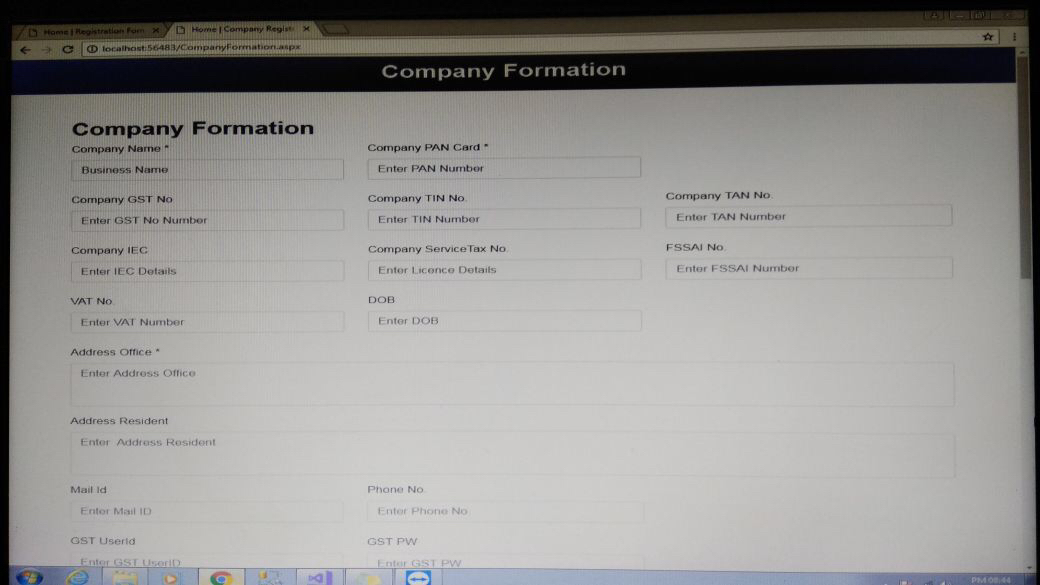 Home | Registration Form
Home | Company Registr
localhost:56483/CompanyFormation.aspx
Company Formation
Company Formation
Company Name * Company PAN Card *
Business Name Enter PAN Number
Company GST No Company TIN No. Company TAN No.
Enter GST No Number Enter TIN Number Enter TAN Number
Company IEC Company ServiceTax No. FSSAI No.
Enter IEC Details Enter Licence Details Enter FSSAI Number
VAT No. DOB
Enter VAT Number Enter DOB
Address Office *
Enter Address Office
Address Resident
Enter Address Resident
Mail Id Phone No.
Enter Mail ID Enter Phone No
GST UserId GST PW
Enter GST UserID Enter GST PW
PM 08:44